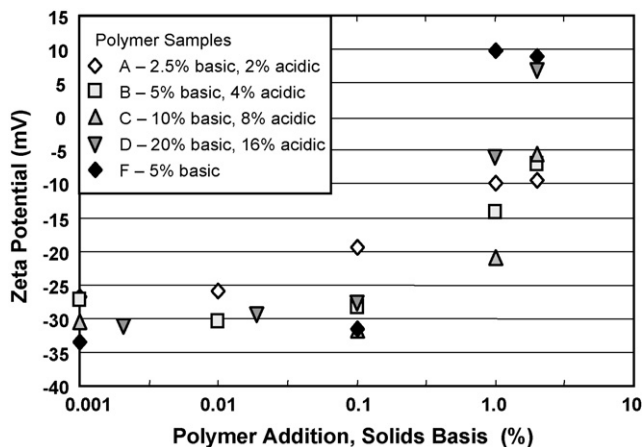 15
10
5
0
-5
-10
-15
-20
-25
-30
-35
-40
Zeta Potential (mV)
Polymer Samples
A – 2.5% basic, 2% acidic
B – 5% basic, 4% acidic
C – 10% basic, 8% acidic
D – 20% basic, 16% acidic
F – 5% basic
0.001 0.01 0.1 1.0 10
Polymer Addition, Solids Basis (%)